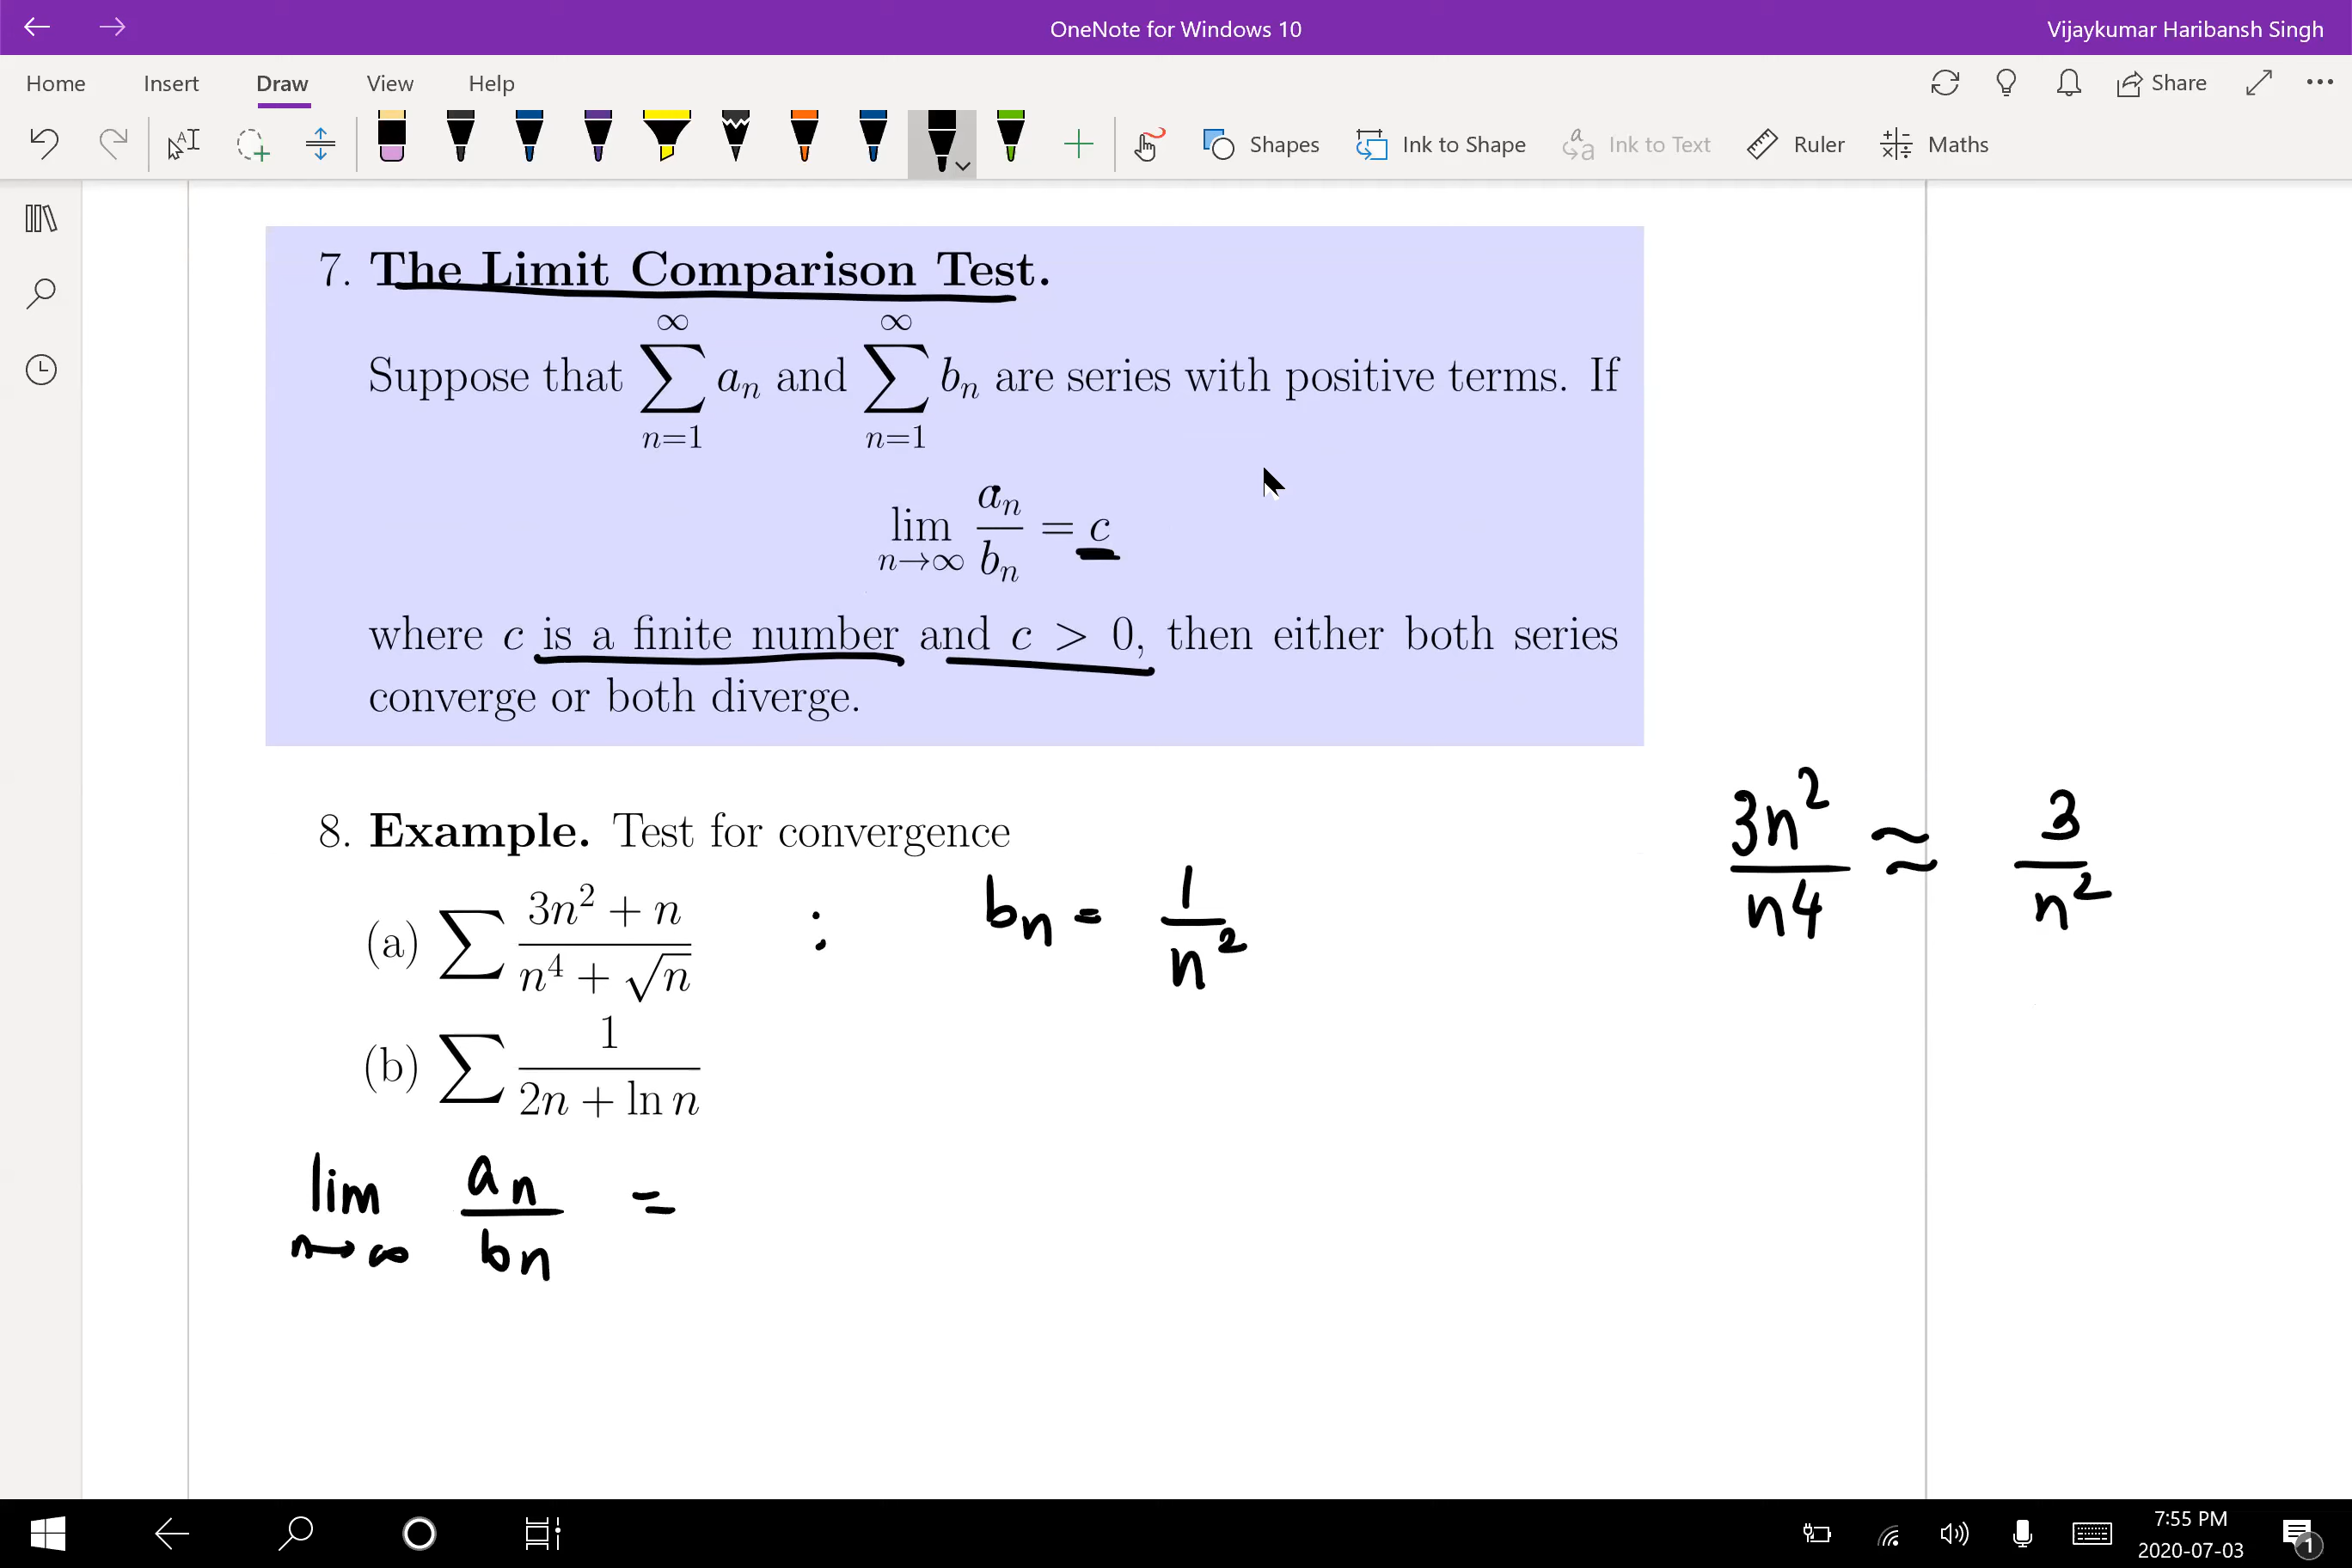 OneNote for Windows 10
Vijaykumar Haribansh Singh
Home Insert Draw View Help
Share
Shapes Ink to Shape Ink to Text Ruler Maths
7. The Limit Comparison Test.
Suppose that ∑_{n=1}^{∞} a_n and ∑_{n=1}^{∞} b_n are series with positive terms. If
lim_{n→∞} a_n/b_n = c
where c is a finite number and c > 0, then either both series
converge or both diverge.
3n²/n4 ≈ 3/n²
8. Example. Test for convergence
(a) ∑ (3n² + n)/(n⁴ + √n) : bn = 1/n²
(b) ∑ 1/(2n + ln n)
lim_{n→∞} an/bn =
7:55 PM
2020-07-03
1